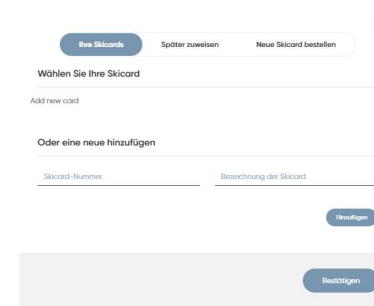 Ihre Skicards Später zuweisen Neue Skicard bestellen
Wählen Sie Ihre Skicard
Add new card
Oder eine neue hinzufügen
Skicard-Nummer Bezeichnung der Skicard
Hinzufügen
Bestätigen